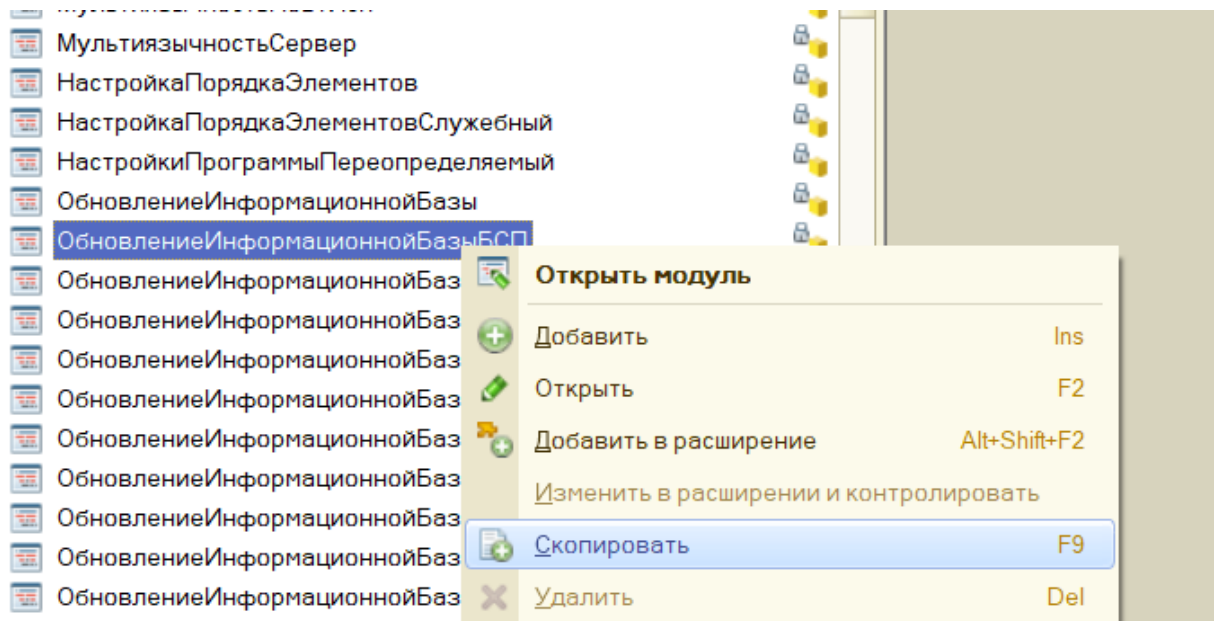 МультиязычностьСервер
НастройкаПорядкаЭлементов
НастройкаПорядкаЭлементовСлужебный
НастройкиПрограммыПереопределяемый
ОбновлениеИнформационнойБазы
ОбновлениеИнформационнойБазыБСП
ОбновлениеИнформационнойБаз
ОбновлениеИнформационнойБаз
ОбновлениеИнформационнойБаз
ОбновлениеИнформационнойБаз
ОбновлениеИнформационнойБаз
ОбновлениеИнформационнойБаз
ОбновлениеИнформационнойБаз
ОбновлениеИнформационнойБаз
ОбновлениеИнформационнойБаз
Открыть модуль
Добавить Ins
Открыть F2
Добавить в расширение Alt+Shift+F2
Изменить в расширении и контролировать
Скопировать F9
Удалить Del